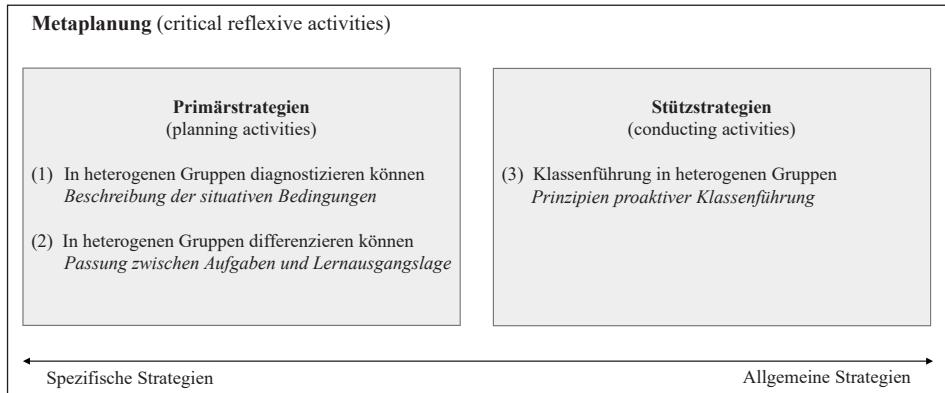 Metaplanung (critical reflexive activities)
Primärstrategien
(planning activities)
(1) In heterogenen Gruppen diagnostizieren können
Beschreibung der situativen Bedingungen
(2) In heterogenen Gruppen differenzieren können
Passung zwischen Aufgaben und Lernausgangslage
Stützstrategien
(conducting activities)
(3) Klassenführung in heterogenen Gruppen
Prinzipien proaktiver Klassenführung
Spezifische Strategien
Allgemeine Strategien